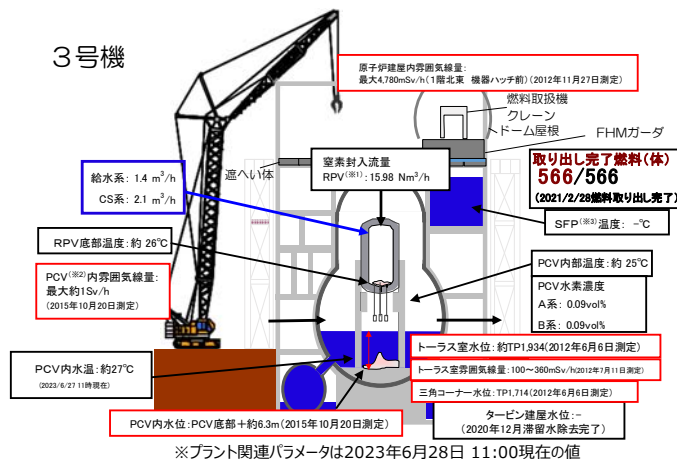 3号機
原子炉建屋内雰囲気線量:
最大4,780mSv/h(1階北東 機器ハッチ前)(2012年11月27日測定)
燃料取扱機
クレーン
ドーム屋根
FHMガーダ
遮へい体
窒素封入流量
RPV(※1):15.98 Nm³/h
取り出し完了燃料(体)
566/566
(2021/2/28燃料取り出し完了)
給水系: 1.4 m³/h
CS系: 2.1 m³/h
SFP(※3)温度: -℃
RPV底部温度:約 26℃
PCV内部温度:約 25℃
PCV(※2)内雰囲気線量:
最大約1Sv/h
(2015年10月20日測定)
PCV水素濃度
A系: 0.09vol%
B系: 0.09vol%
トーラス室水位:約TP1,934(2012年6月6日測定)
トーラス室雰囲気線量:100~360mSv/h(2012年7月11日測定)
三角コーナー水位:TP1,714(2012年6月6日測定)
PCV内水温:約27℃
(2023/6/27 11時現在)
PCV内水位:PCV底部+約6.3m(2015年10月20日測定)
タービン建屋水位:-
(2020年12月滞留水除去完了)
※プラント関連パラメータは2023年6月28日 11:00現在の値